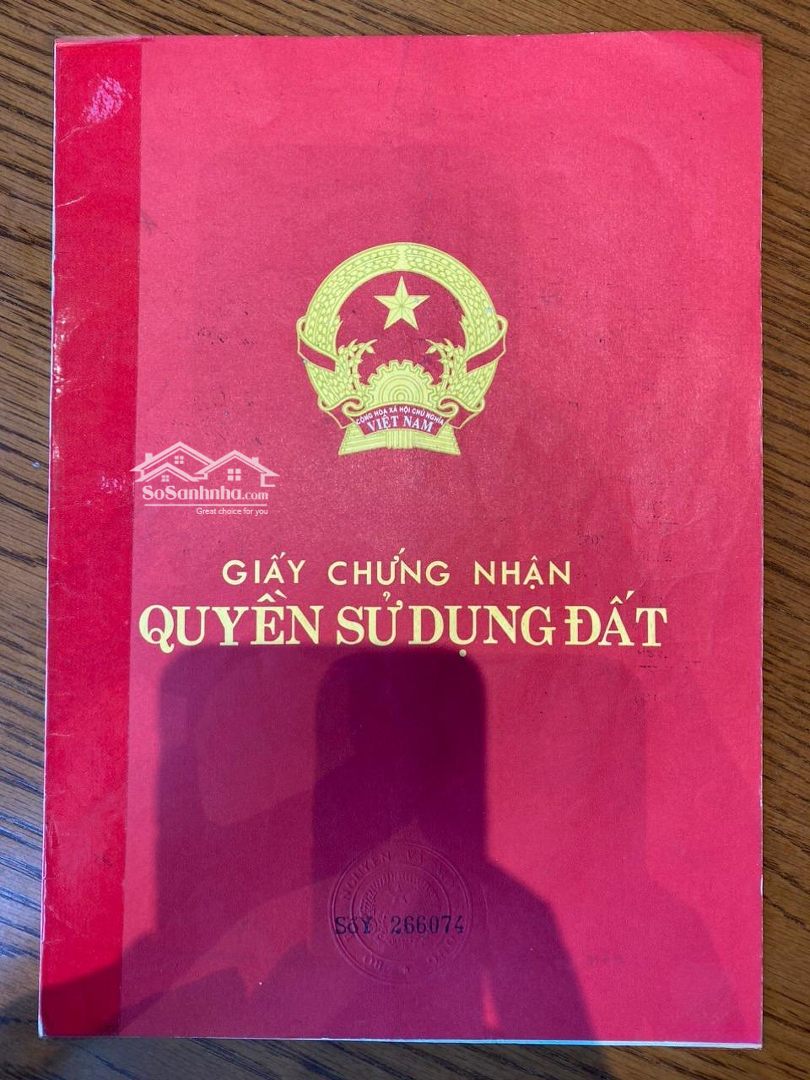 CỘNG HÒA XÃ HỘI CHỦ NGHĨA
VIỆT NAM
SoSanhnha.com
Great choice for you
GIẤY CHỨNG NHẬN
QUYỀN SỬ DỤNG ĐẤT
Số Y 266074